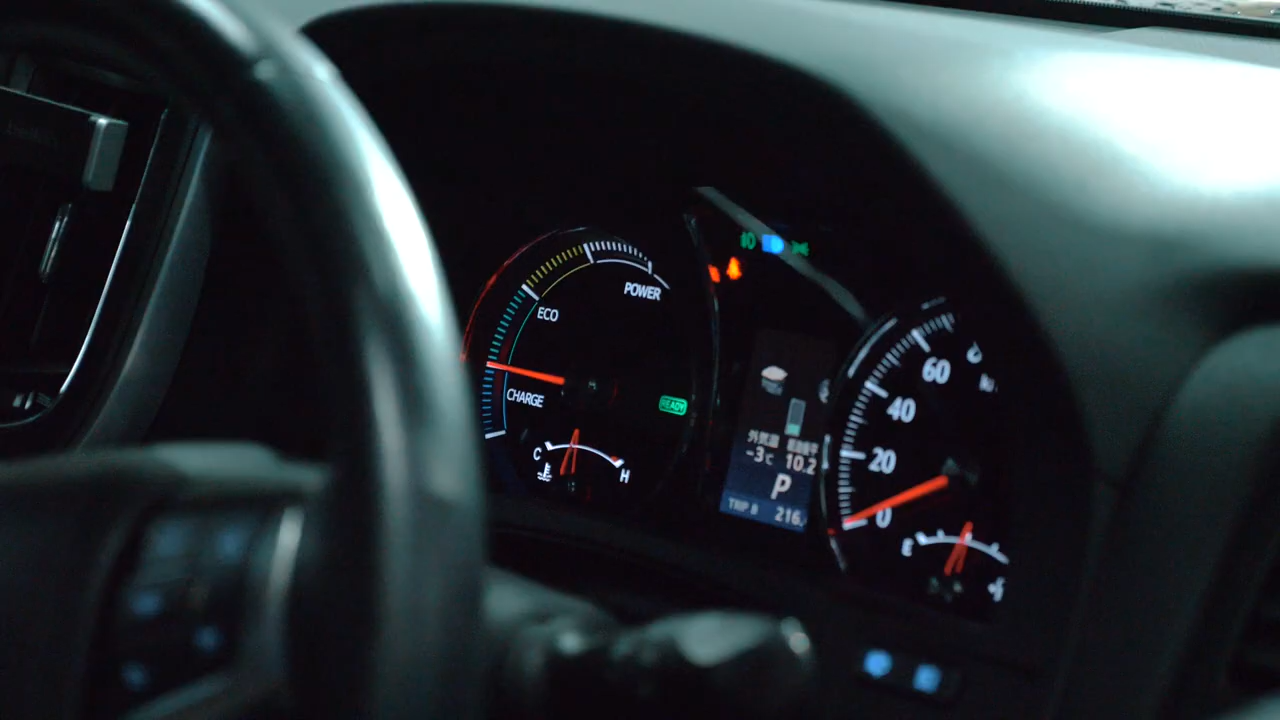 POWER
ECO
CHARGE
READY
C
H
外気温
-3℃
10.2
P
TRIP B
216.
60
40
20
0
E